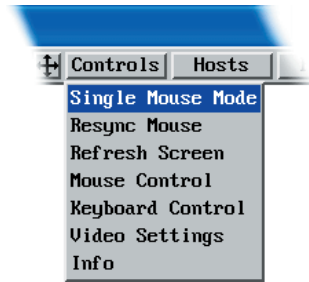 Controls Hosts
Single Mouse Mode
Resync Mouse
Refresh Screen
Mouse Control
Keyboard Control
Video Settings
Info